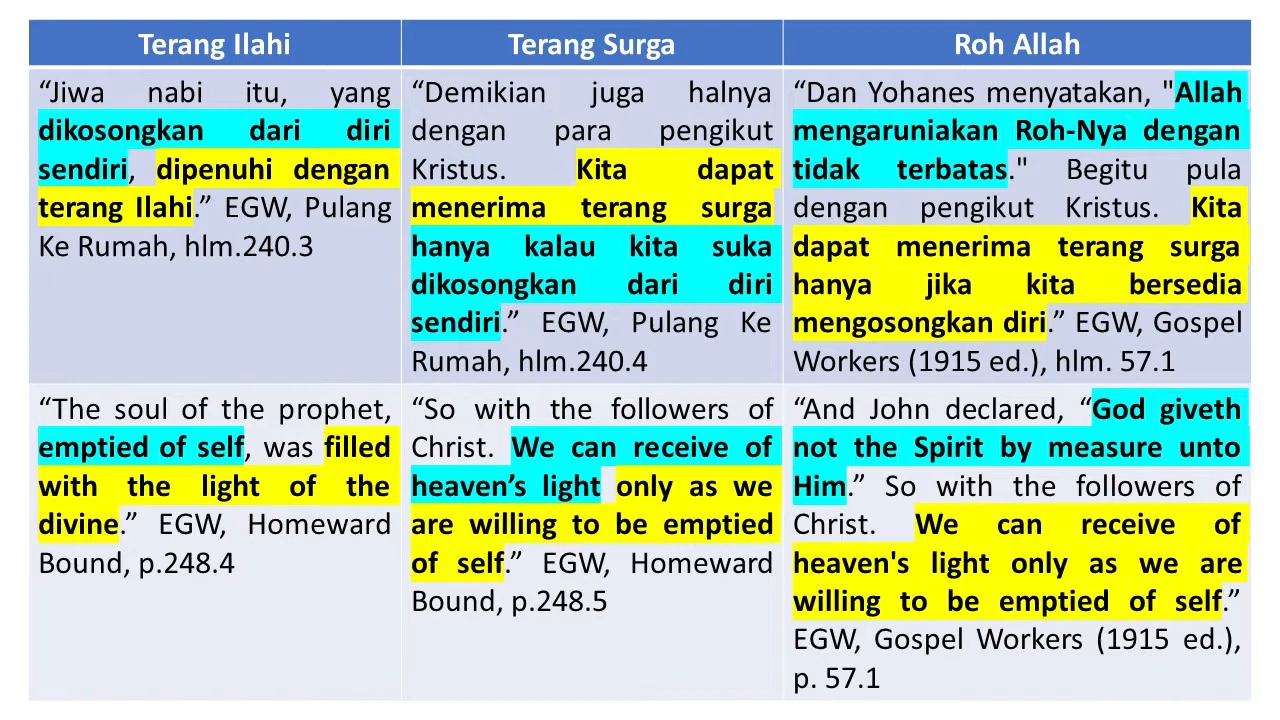 Terang Ilahi
Terang Surga
Roh Allah
“Jiwa nabi itu, yang
dikosongkan dari diri
sendiri, dipenuhi dengan
terang Ilahi.” EGW, Pulang
Ke Rumah, hlm.240.3
“Demikian juga halnya
dengan para pengikut
Kristus. Kita dapat
menerima terang surga
hanya kalau kita suka
dikosongkan dari diri
sendiri.” EGW, Pulang Ke
Rumah, hlm.240.4
“Dan Yohanes menyatakan, "Allah
mengaruniakan Roh-Nya dengan
tidak terbatas." Begitu pula
dengan pengikut Kristus. Kita
dapat menerima terang surga
hanya jika kita bersedia
mengosongkan diri.” EGW, Gospel
Workers (1915 ed.), hlm. 57.1
“The soul of the prophet,
emptied of self, was filled
with the light of the
divine.” EGW, Homeward
Bound, p.248.4
“So with the followers of
Christ. We can receive of
heaven’s light only as we
are willing to be emptied
of self.” EGW, Homeward
Bound, p.248.5
“And John declared, “God giveth
not the Spirit by measure unto
Him.” So with the followers of
Christ. We can receive of
heaven's light only as we are
willing to be emptied of self.”
EGW, Gospel Workers (1915 ed.),
p. 57.1